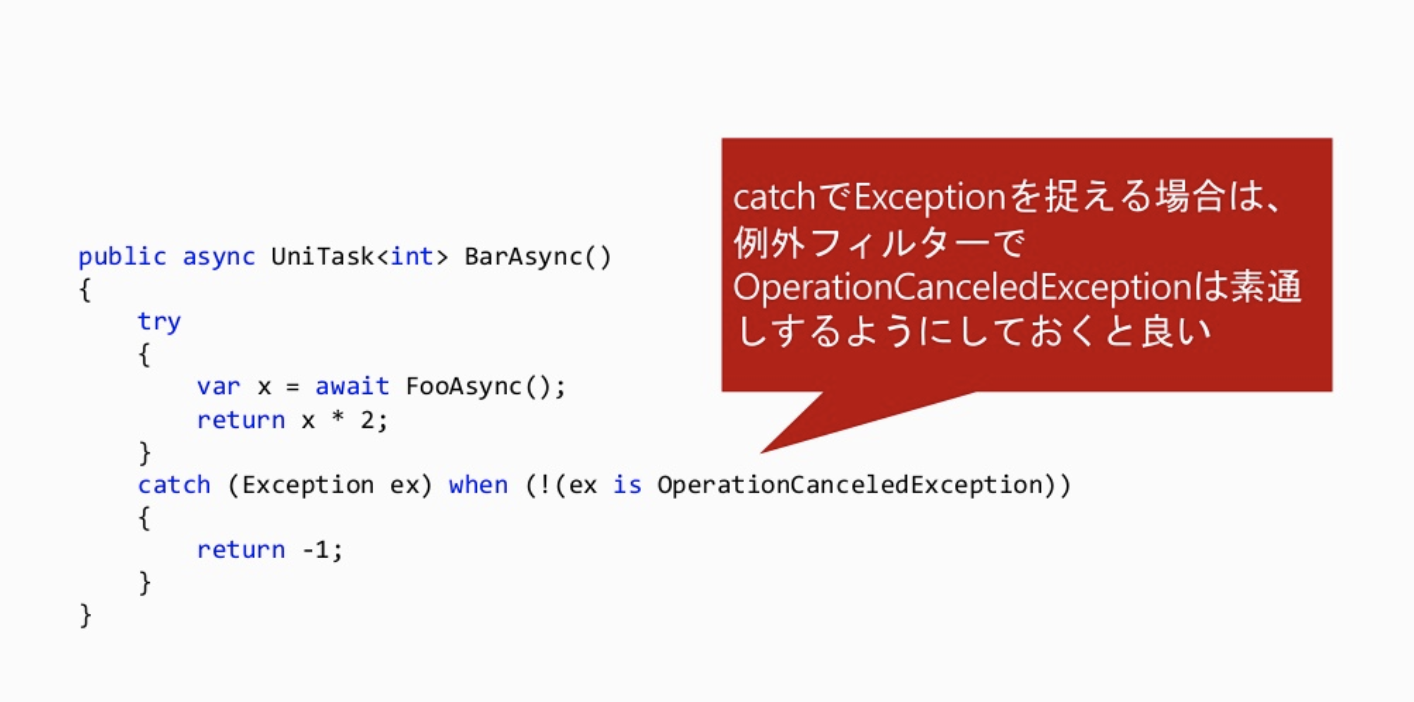 catchでExceptionを捉える場合は、
例外フィルターで
OperationCanceledExceptionは素通
しするようにしておくと良い
public async UniTask<int> BarAsync()
{
    try
    {
        var x = await FooAsync();
        return x * 2;
    }
    catch (Exception ex) when (!(ex is OperationCanceledException))
    {
        return -1;
    }
}